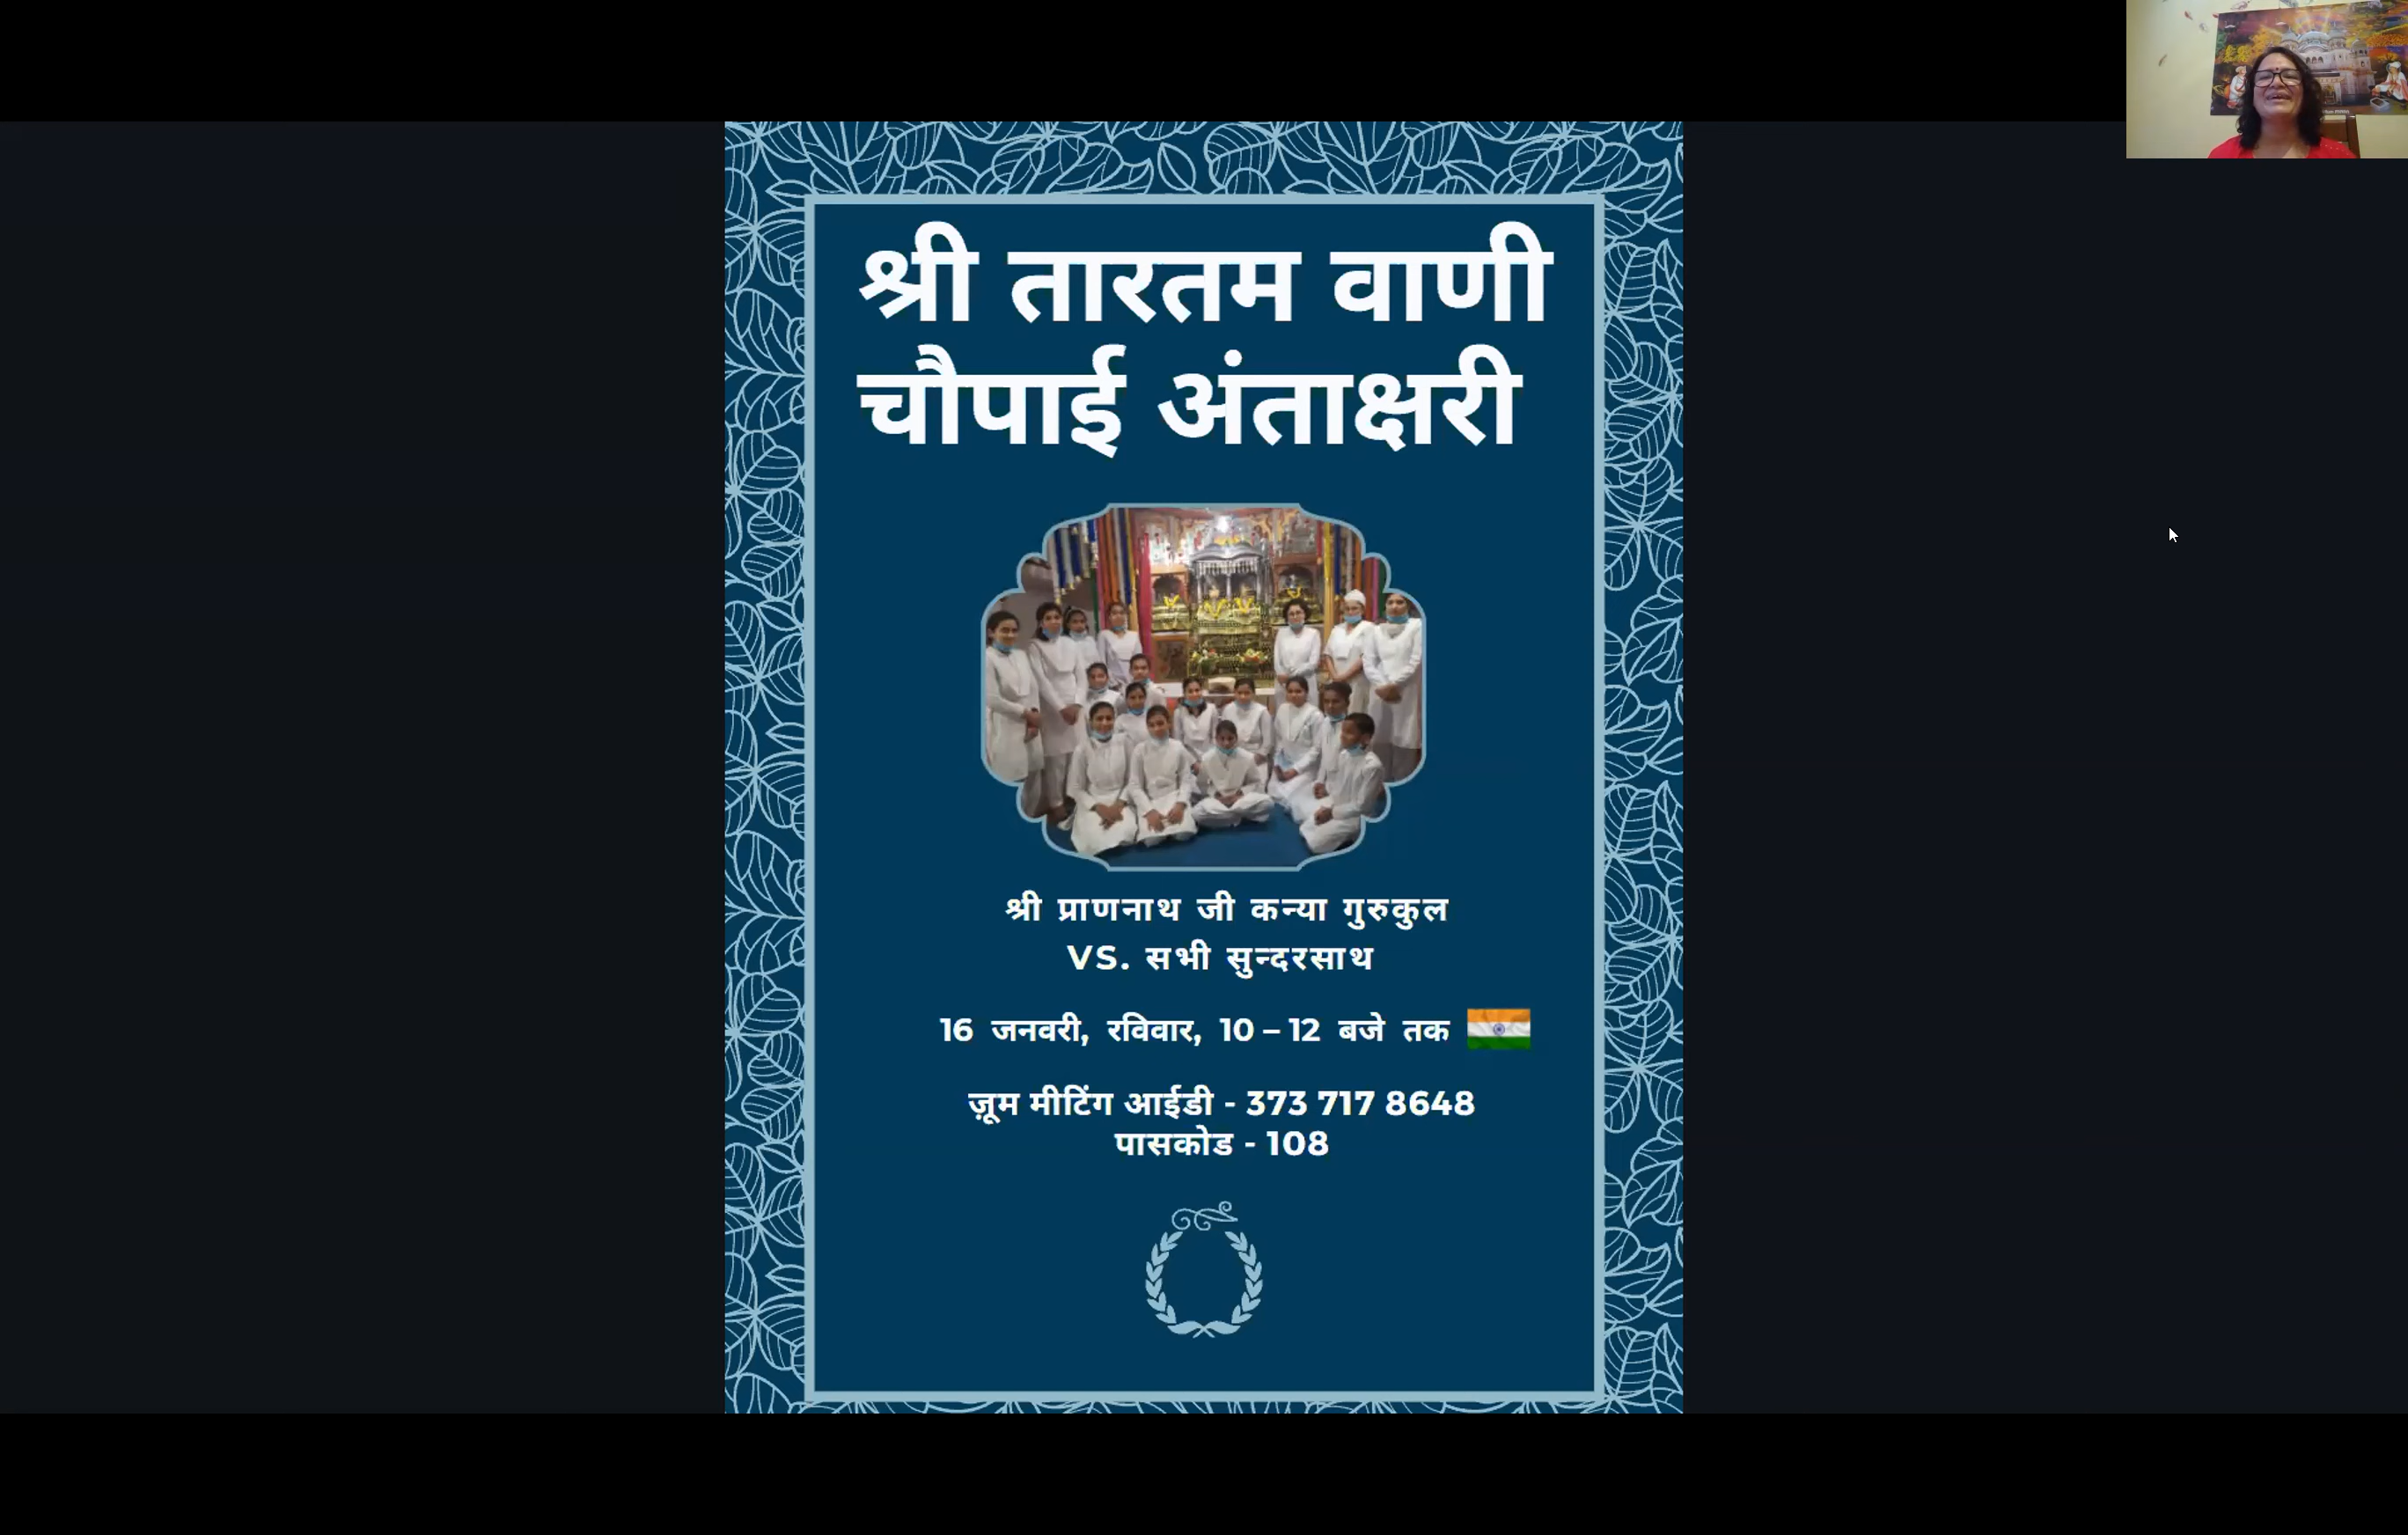 श्री तारतम वाणी
चौपाई अंताक्षरी
श्री प्राणनाथ जी कन्या गुरुकुल
VS. सभी सुन्दरसाथ
16 जनवरी, रविवार, 10 – 12 बजे तक
ज़ूम मीटिंग आईडी - 373 717 8648
पासकोड - 108